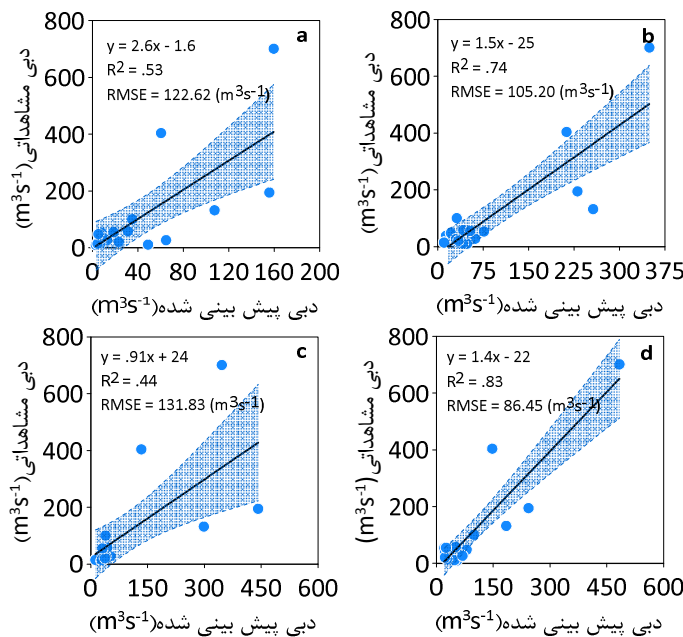 a
y = 2.6x - 1.6
R2 = .53
RMSE = 122.62 (m3s-1)
800
600
400
200
0
0
40
80
120
160
200
دبی مشاهداتی(m3s-1)
دبی پیش بینی شده(m3s-1)
b
y = 1.5x - 25
R2 = .74
RMSE = 105.20 (m3s-1)
800
600
400
200
0
0
75
150
225
300
375
دبی مشاهداتی(m3s-1)
دبی پیش بینی شده(m3s-1)
c
y = .91x + 24
R2 = .44
RMSE = 131.83 (m3s-1)
800
600
400
200
0
0
150
300
450
600
دبی مشاهداتی(m3s-1)
دبی پیش بینی شده(m3s-1)
d
y = 1.4x - 22
R2 = .83
RMSE = 86.45 (m3s-1)
800
600
400
200
0
0
150
300
450
600
دبی مشاهداتی(m3s-1)
دبی پیش بینی شده(m3s-1)